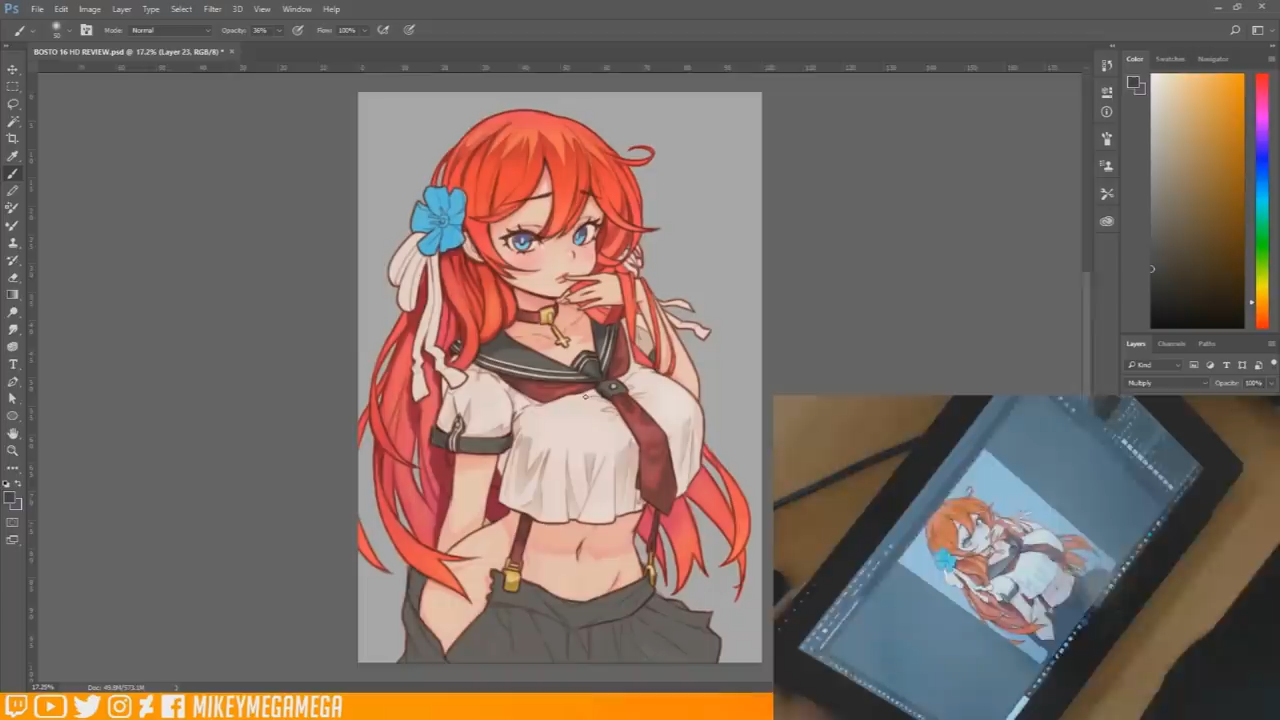 Ps File Edit Image Layer Type Select Filter 3D View Window Help
50 Mode: Normal Opacity: 36% Flow: 100%
BOSTO 16 HD REVIEW.psd @ 17.2% (Layer 23, RGB/8) *
Color Swatches Navigator
Layers Channels Paths
Kind
Multiply Opacity: 100%
17.25% Doc: 49.8M/573.1M
MIKEYMEGAMEGA